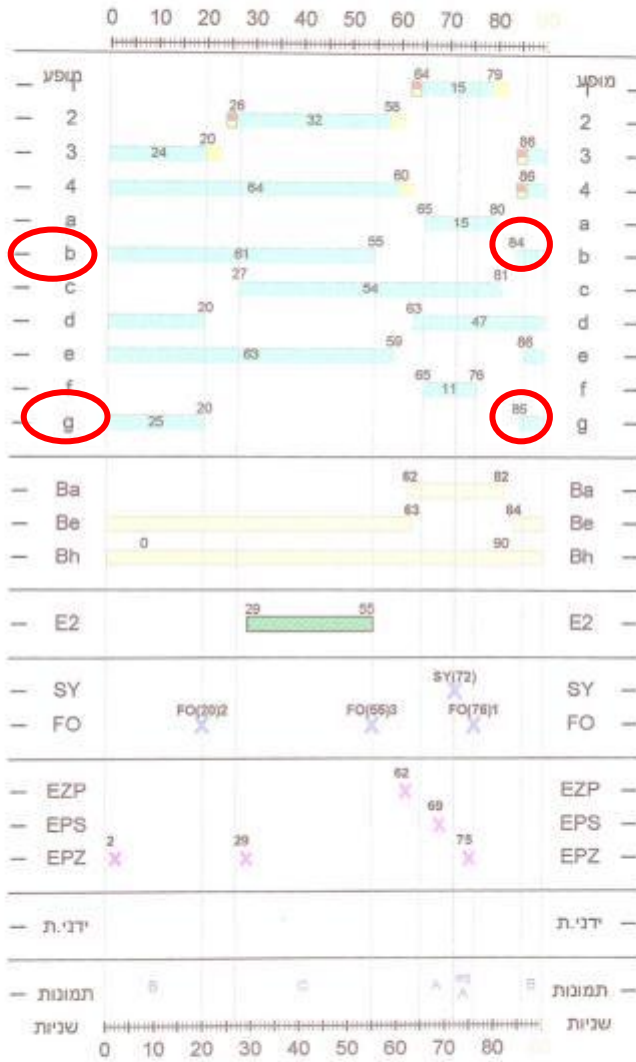 0 10 20 30 40 50 60 70 80 90
מופע 64 15 79 מופע
1 1
2 26 32 58 2
3 24 20 86 3
4 64 60 86 4
a 65 15 80 a
b 61 55 84 b
c 27 54 81 c
d 20 63 47 d
e 63 59 86 e
f 65 11 76 f
g 25 20 85 g
Ba 62 82 Ba
Be 63 84 Be
Bh 0 90 Bh
E2 29 55 E2
SY SY(72) SY
FO FO(20)2 FO(55)3 FO(76)1 FO
EZP 62 EZP
EPS 69 EPS
EPZ 2 29 75 EPZ
ידני.ת ידני.ת
תמונות B C A A B תמונות
שניות שניות
0 10 20 30 40 50 60 70 80